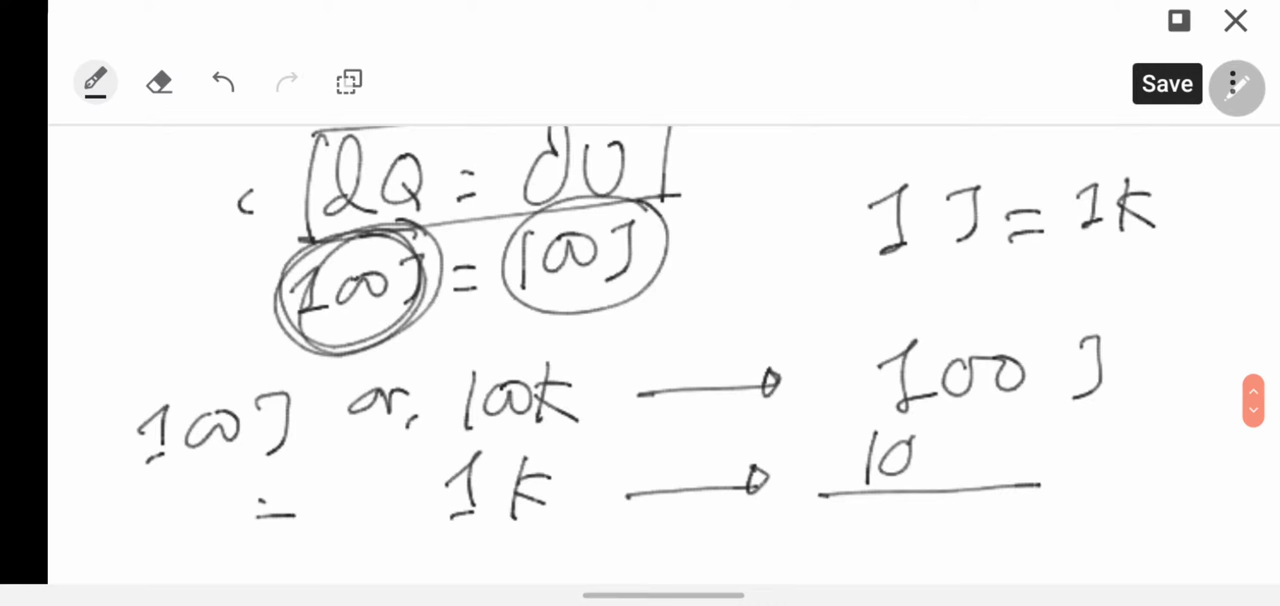 Save
dQ = dU
1 J = 1K
100J = 100J
100J or, 100K → 100 J
= 1K → 10